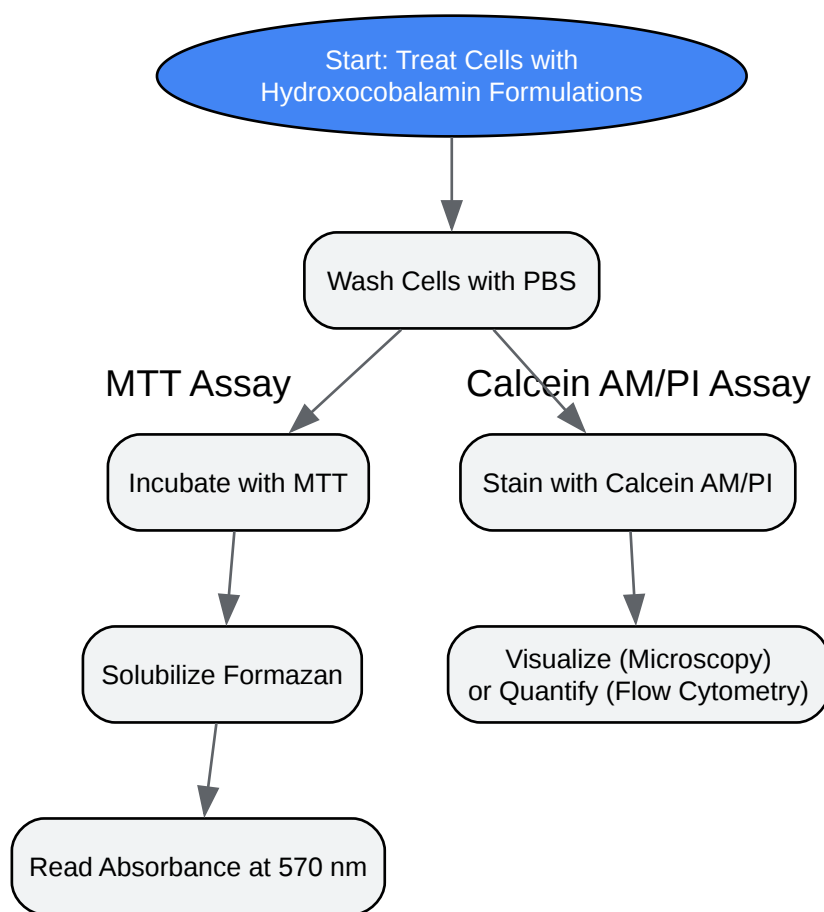 Start: Treat Cells with
Hydroxocobalamin Formulations
Wash Cells with PBS
MTT Assay
Calcein AM/PI Assay
Incubate with MTT
Stain with Calcein AM/PI
Solubilize Formazan
Visualize (Microscopy)
or Quantify (Flow Cytometry)
Read Absorbance at 570 nm